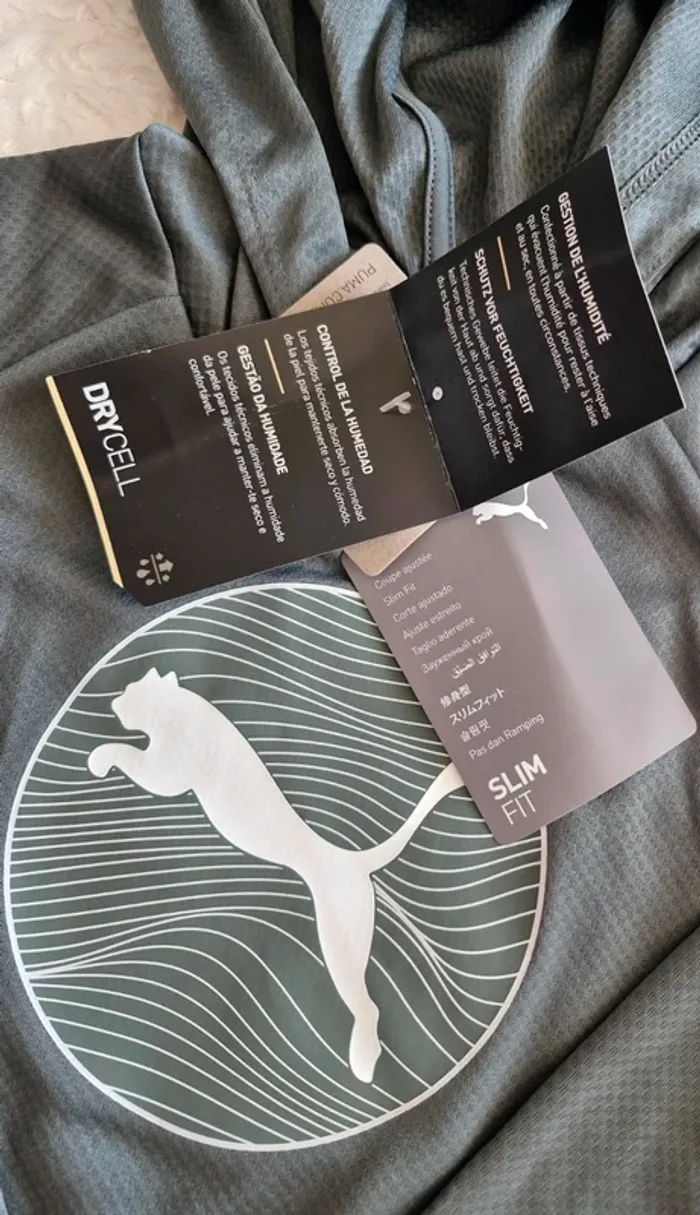 GESTION DE L'HUMIDITÉ
Confectionné à partir de tissus techniques
qui évacuent l'humidité pour rester à l'aise
et au sec, en toutes circonstances.
SCHUTZ VOR FEUCHTIGKEIT
Technisches Gewebe leitet die Feuchtig-
keit von der Haut ab und sorgt dafür, dass
du es bequem hast und trocken bleibst.
CONTROL DE LA HUMEDAD
Los tejidos técnicos absorben la humedad
de la piel para mantenerte seco y cómodo.
GESTÃO DA HUMIDADE
Os tecidos técnicos eliminam a humidade
da pele para ajudar a manter-te seco e
confortável.
DRYCELL
Coupe ajustée
Slim Fit
Corte ajustado
Ajuste estreito
Taglio aderente
修身型
スリムフィット
슬림핏
Pas dan Ramping
SLIM
FIT